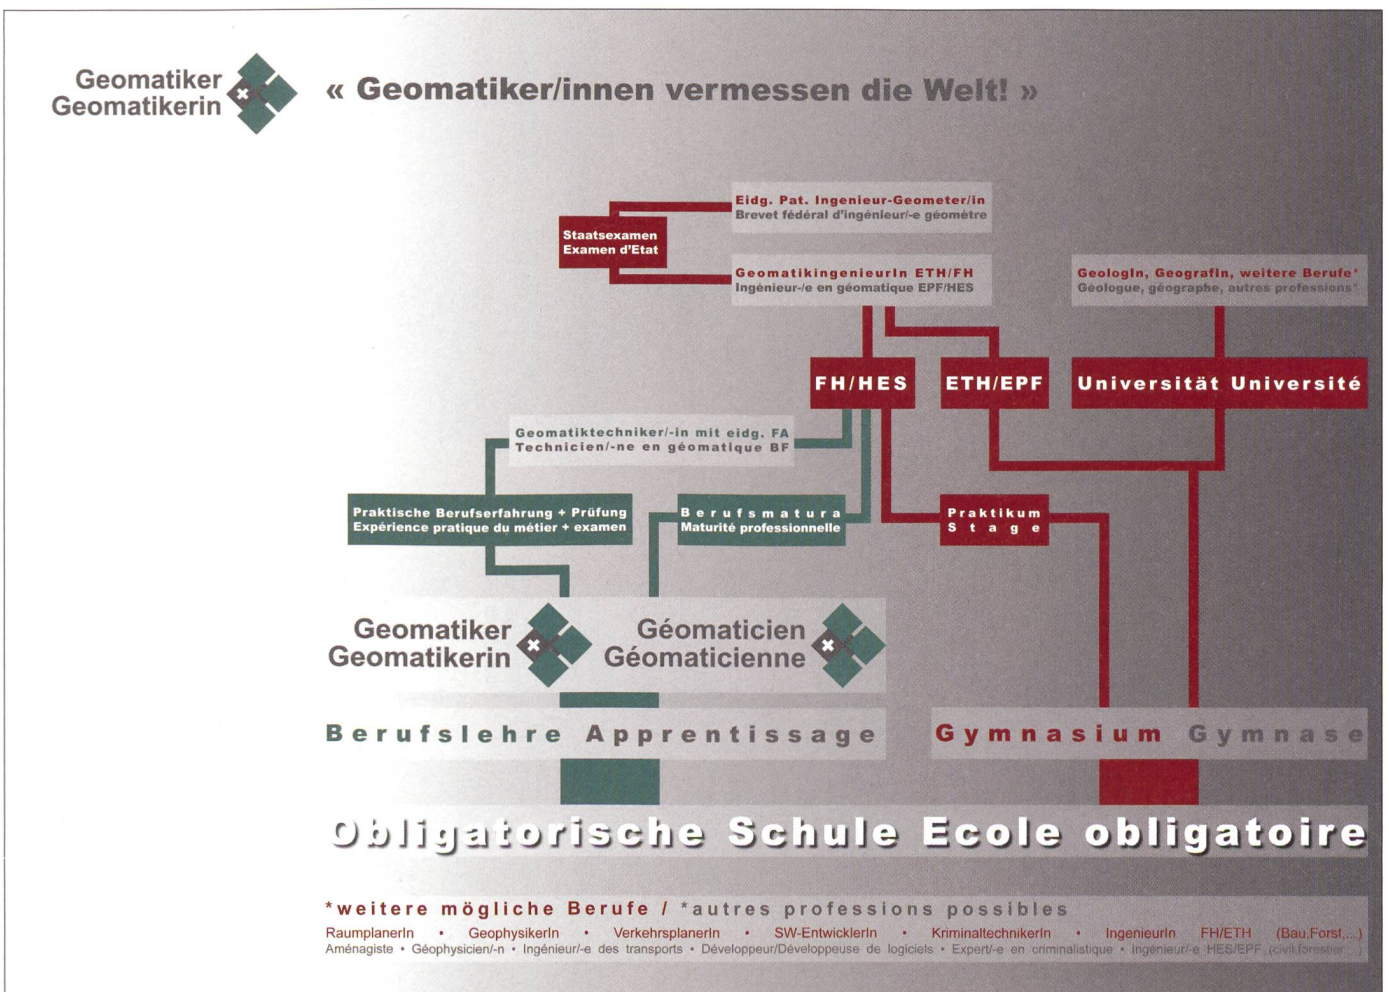 Geomatiker
Geomatikerin
« Geomatiker/innen vermessen die Welt! »
Eidg. Pat. Ingenieur-Geometer/in
Brevet fédéral d'ingénieur/-e géomètre
Staatsexamen
Examen d'Etat
GeomatikingenieurIn ETH/FH
Ingénieur-/e en géomatique EPF/HES
GeologIn, GeografIn, weitere Berufe*
Géologue, géographe, autres professions*
FH/HES
ETH/EPF
Universität Université
Geomatiktechniker/-in mit eidg. FA
Technicien/-ne en géomatique BF
Praktische Berufserfahrung + Prüfung
Expérience pratique du métier + examen
Berufsmatura
Maturité professionnelle
Praktikum
Stage
Geomatiker
Geomatikerin
Géomaticien
Géomaticienne
Berufslehre Apprentissage
Gymnasium Gymnase
Obligatorische Schule Ecole obligatoire
*weitere mögliche Berufe / *autres professions possibles
RaumplanerIn • GeophysikerIn • VerkehrsplanerIn • SW-EntwicklerIn • KriminaltechnikerIn • IngenieurIn FH/ETH (Bau,Forst,...)
Aménagiste • Géophysicien/-n • Ingénieur/-e des transports • Développeur/Développeuse de logiciels • Expert/-e en criminalistique • Ingénieur/-e HES/EPF (civil,forestier...)